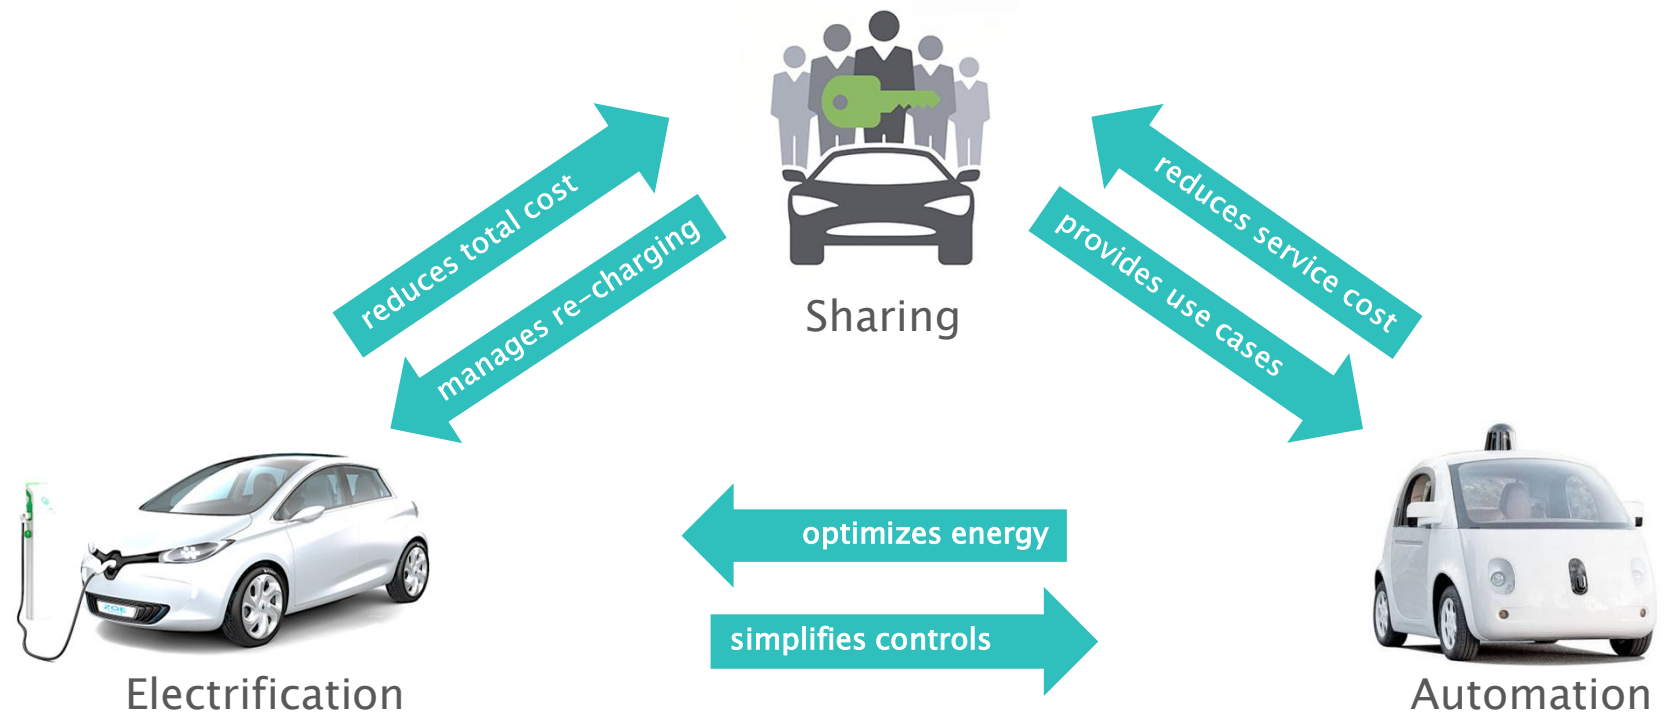 reduces total cost
manages re-charging
reduces service cost
provides use cases
Sharing
optimizes energy
simplifies controls
ZOE
Electrification
Automation